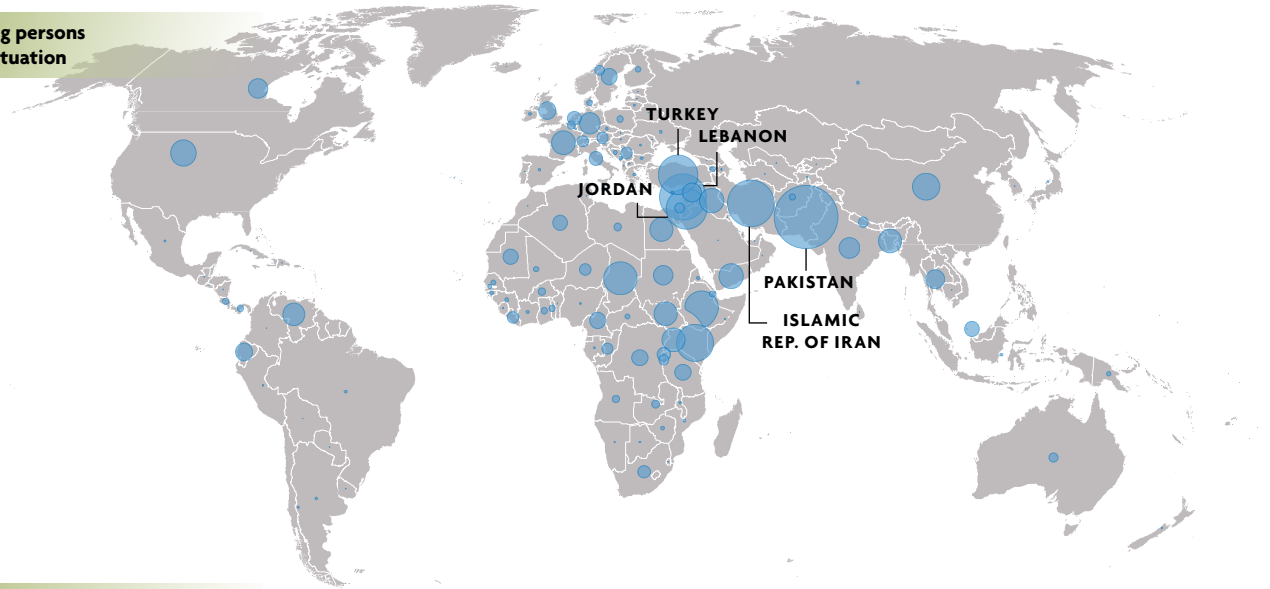 g persons
tuation
TURKEY
LEBANON
JORDAN
PAKISTAN
ISLAMIC
REP. OF IRAN